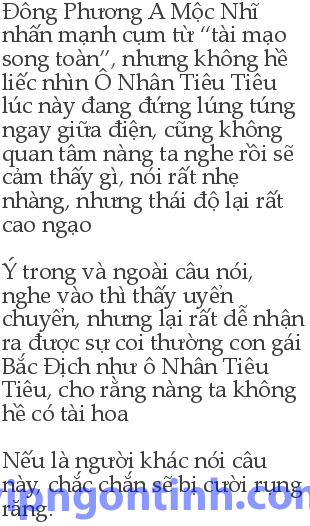 Đông Phương A Mộc Nhĩ
nhấn mạnh cụm từ “tài mạo
song toàn”, nhưng không hề
liếc nhìn Ô Nhân Tiêu Tiêu
lúc này đang đứng lúng túng
ngay giữa điện, cũng không
quan tâm nàng ta nghe rồi sẽ
cảm thấy gì, nói rất nhẹ
nhàng, nhưng thái độ lại rất
cao ngạo
Ý trong và ngoài câu nói,
nghe vào thì thấy uyển
chuyển, nhưng lại rất dễ nhận
ra được sự coi thường con gái
Bắc Địch như ô Nhân Tiêu
Tiêu, cho rằng nàng ta không
hề có tài hoa
Nếu là người khác nói câu
này, chắc chắn sẽ bị cười rụng
răng.
vipngontinh.com